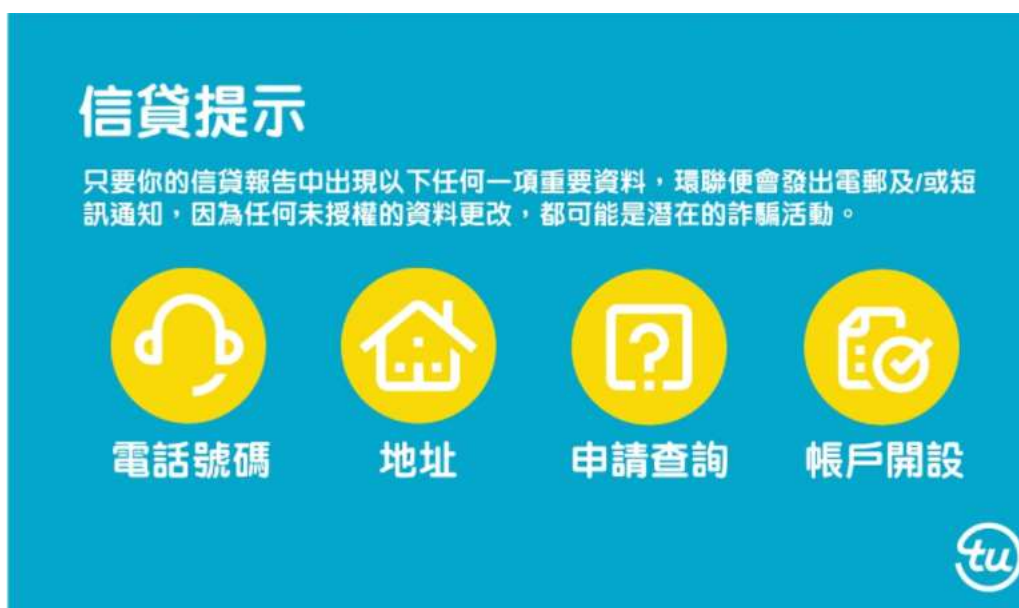 信貸提示
只要你的信貸報告中出現以下任何一項重要資料，環聯便會發出電郵及/或短
訊通知，因為任何未授權的資料更改，都可能是潛在的詐騙活動。
電話號碼
地址
申請查詢
帳戶開設
tu